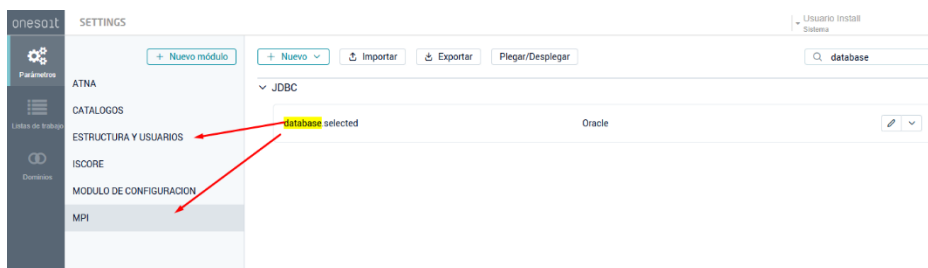 onesait
SETTINGS
Usuario Install
Sistema
Parámetros
Listas de trabajo
Dominios
+ Nuevo módulo
ATNA
CATALOGOS
ESTRUCTURA Y USUARIOS
ISCORE
MODULO DE CONFIGURACION
MPI
+ Nuevo
Importar
Exportar
Plegar/Desplegar
database
JDBC
database.selected
Oracle